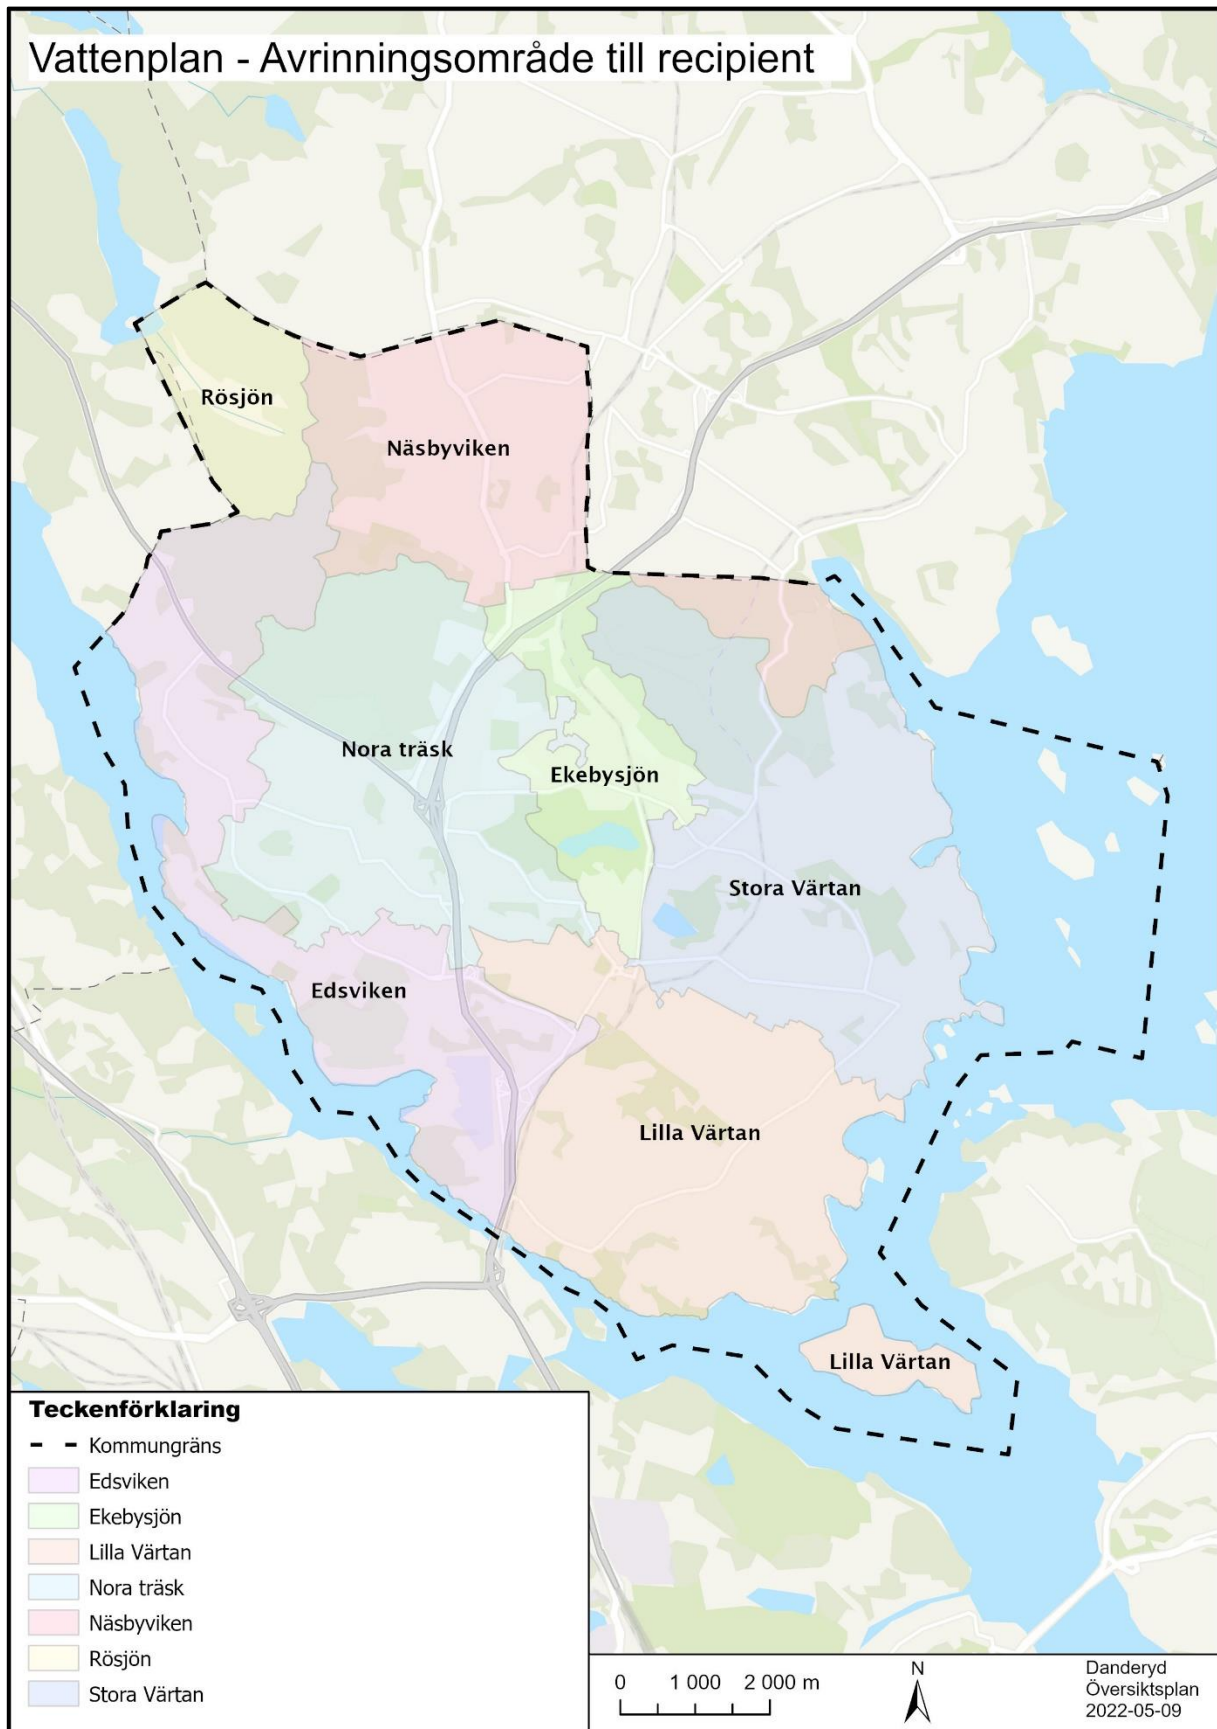 Vattenplan - Avrinningsområde till recipient
Rösjön
Näsbyviken
Nora träsk
Ekebysjön
Stora Värtan
Edsviken
Lilla Värtan
Lilla Värtan
Teckenförklaring
Kommungräns
Edsviken
Ekebysjön
Lilla Värtan
Nora träsk
Näsbyviken
Rösjön
Stora Värtan
0 1 000 2 000 m
N
Danderyd
Översiktsplan
2022-05-09